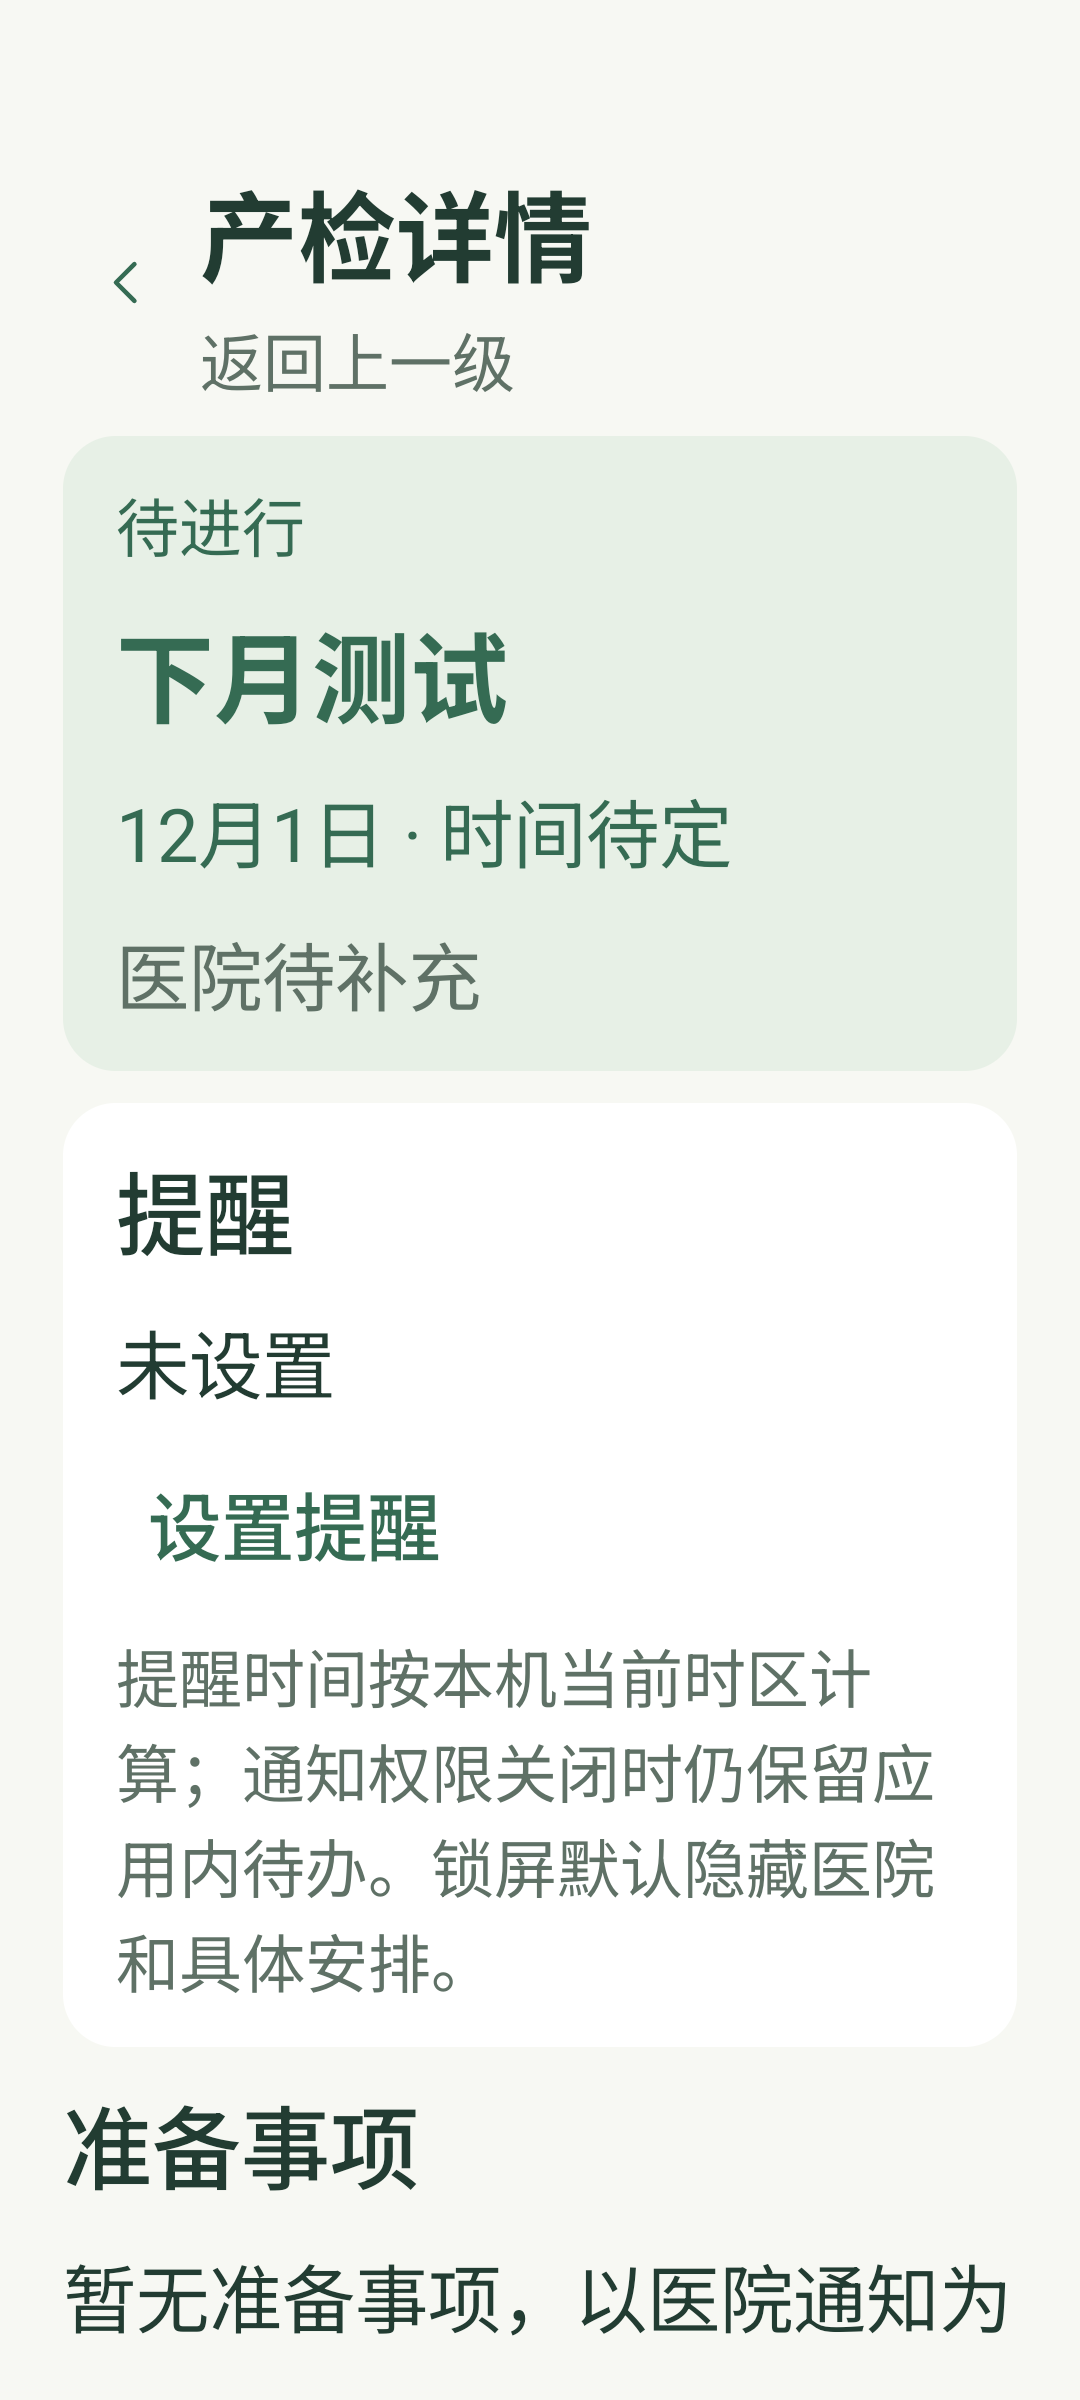 产检详情
返回上一级
待进行
下月测试
12月1日 · 时间待定
医院待补充
提醒
未设置
设置提醒
提醒时间按本机当前时区计
算；通知权限关闭时仍保留应
用内待办。锁屏默认隐藏医院
和具体安排。
准备事项
暂无准备事项，以医院通知为